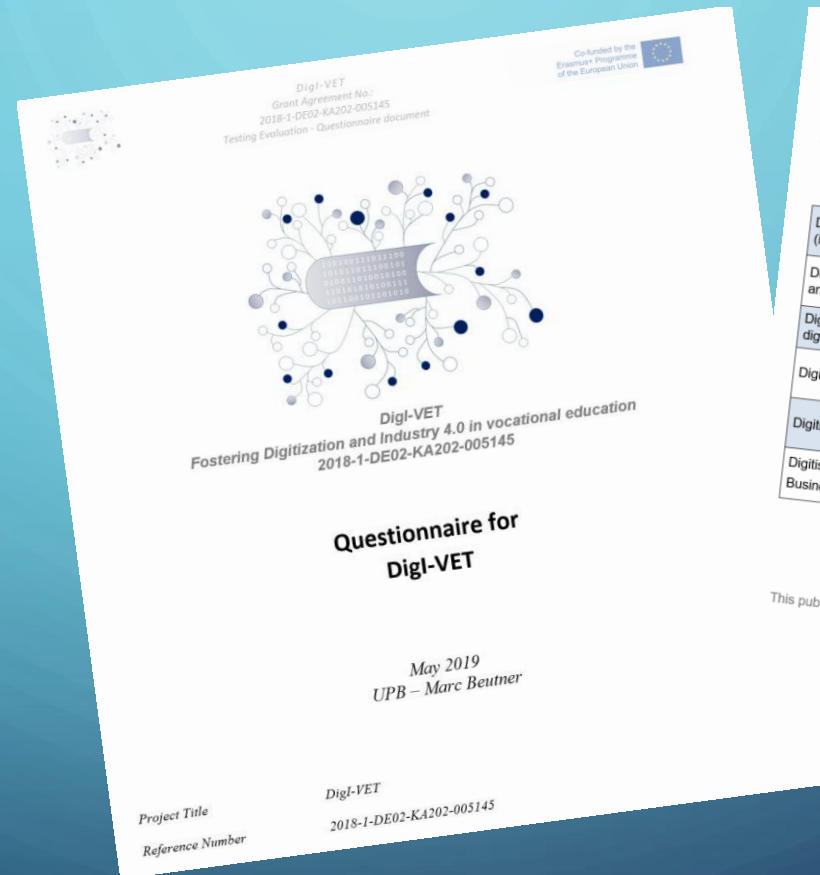 DigI-VET
Grant Agreement No.:
2018-1-DE02-KA202-005145
Testing Evaluation - Questionnaire document
Co-funded by the
Erasmus+ Programme
of the European Union
DigI-VET
Fostering Digitization and Industry 4.0 in vocational education
2018-1-DE02-KA202-005145
Questionnaire for
DigI-VET
May 2019
UPB – Marc Beutner
Project Title
DigI-VET
Reference Number
2018-1-DE02-KA202-005145
This pub